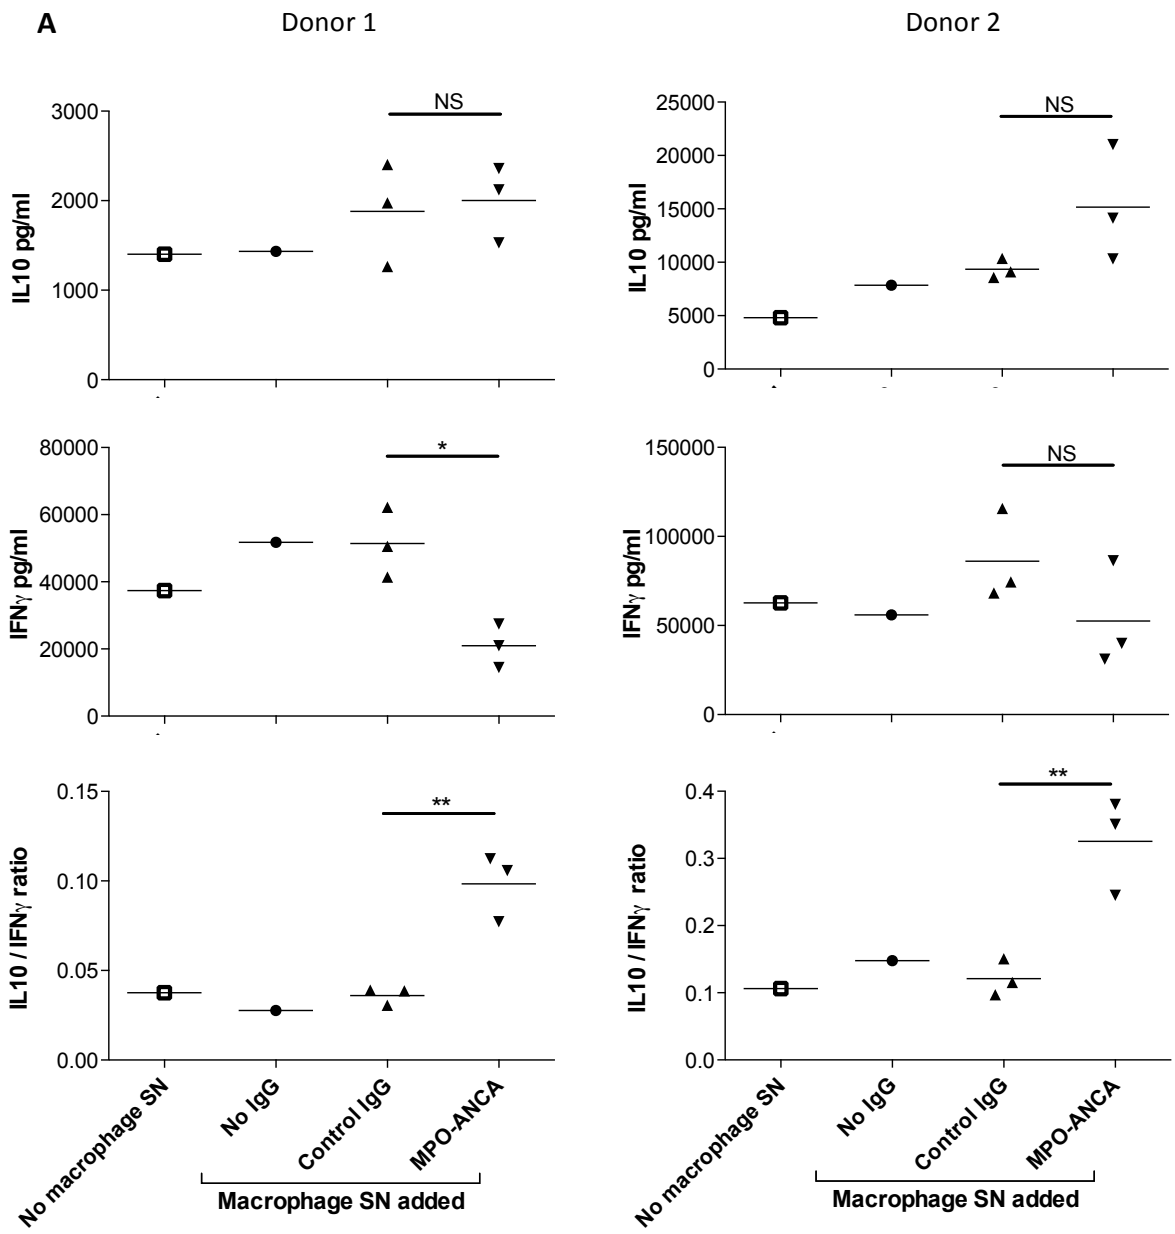 A
Donor 1
Donor 2
IL10 pg/ml
3000
2000
1000
0
NS
IL10 pg/ml
25000
20000
15000
10000
5000
0
NS
IFNγ pg/ml
80000
60000
40000
20000
0
*
IFNγ pg/ml
150000
100000
50000
0
NS
IL10 / IFNγ ratio
0.15
0.10
0.05
0.00
**
IL10 / IFNγ ratio
0.4
0.3
0.2
0.1
0.0
**
No macrophage SN
No IgG
Control IgG
MPO-ANCA
Macrophage SN added
No macrophage SN
No IgG
Control IgG
MPO-ANCA
Macrophage SN added